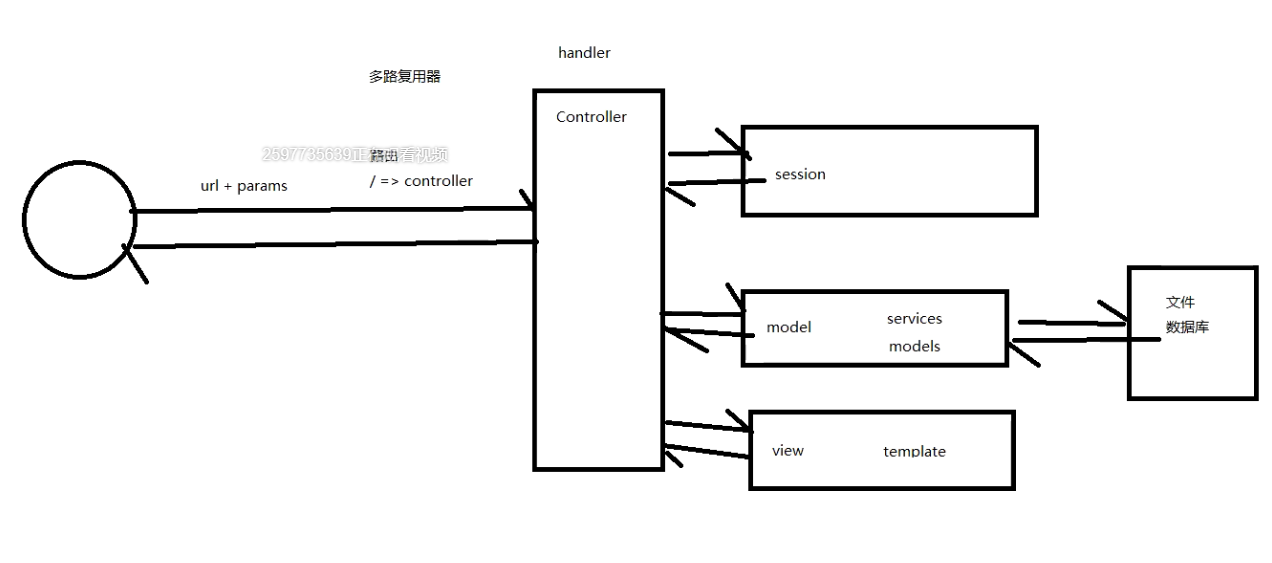 handler
多路复用器
Controller
2597735639正在看视频
路由
url + params
/ => controller
session
model
services
models
文件
数据库
view
template